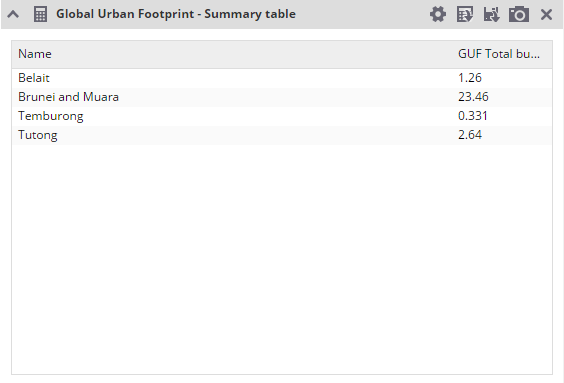 Global Urban Footprint - Summary table
Name GUF Total bu...
Belait 1.26
Brunei and Muara 23.46
Temburong 0.331
Tutong 2.64